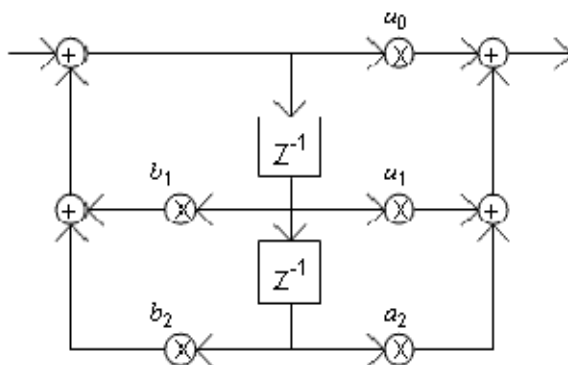 a₀
+ X +
Z⁻¹
b₁ a₁
+ X X +
Z⁻¹
b₂ a₂
X X